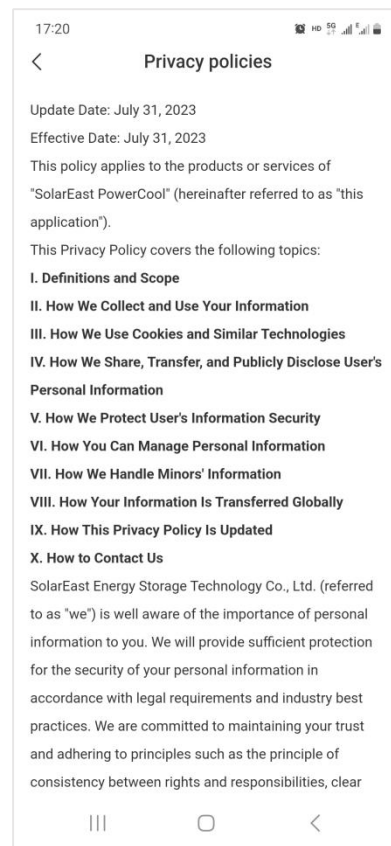 17:20
HD 5G
Privacy policies
Update Date: July 31, 2023
Effective Date: July 31, 2023
This policy applies to the products or services of
"SolarEast PowerCool" (hereinafter referred to as "this
application").
This Privacy Policy covers the following topics:
I. Definitions and Scope
II. How We Collect and Use Your Information
III. How We Use Cookies and Similar Technologies
IV. How We Share, Transfer, and Publicly Disclose User's
Personal Information
V. How We Protect User's Information Security
VI. How You Can Manage Personal Information
VII. How We Handle Minors' Information
VIII. How Your Information Is Transferred Globally
IX. How This Privacy Policy Is Updated
X. How to Contact Us
SolarEast Energy Storage Technology Co., Ltd. (referred
to as "we") is well aware of the importance of personal
information to you. We will provide sufficient protection
for the security of your personal information in
accordance with legal requirements and industry best
practices. We are committed to maintaining your trust
and adhering to principles such as the principle of
consistency between rights and responsibilities, clear